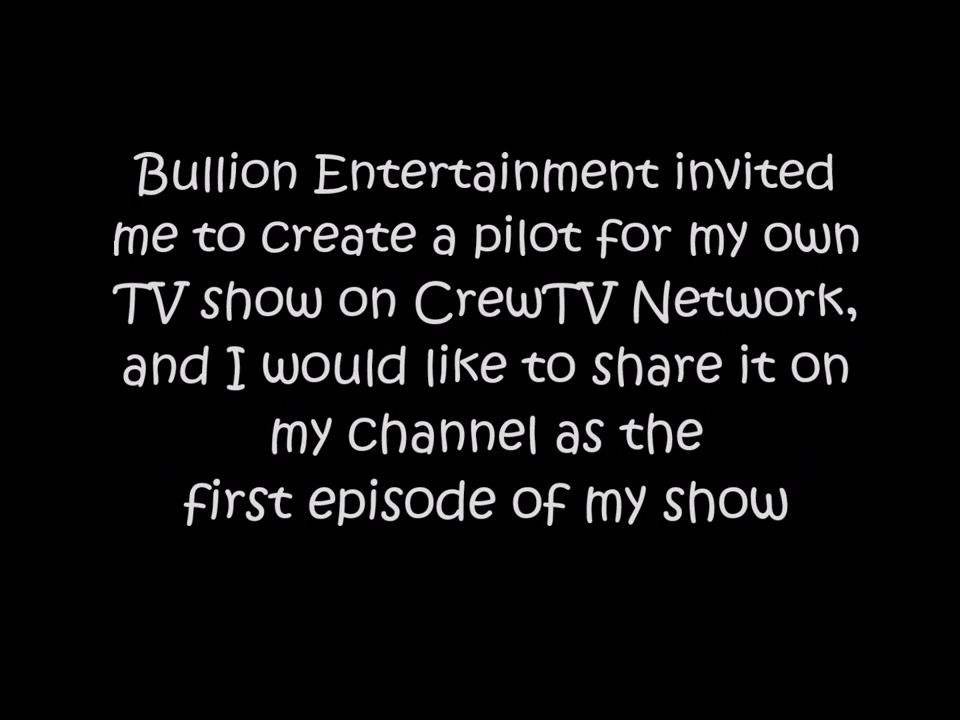 Bullion Entertainment invited
me to create a pilot for my own
TV show on CrewTV Network,
and I would like to share it on
my channel as the
first episode of my show